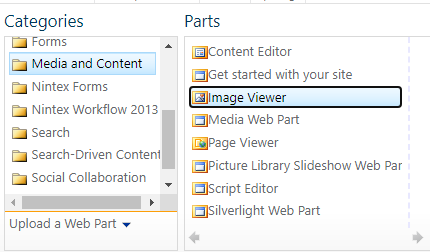 Categories
Forms
Media and Content
Nintex Forms
Nintex Workflow 2013
Search
Search-Driven Content
Social Collaboration
Upload a Web Part
Parts
Content Editor
Get started with your site
Image Viewer
Media Web Part
Page Viewer
Picture Library Slideshow Web Par
Script Editor
Silverlight Web Part